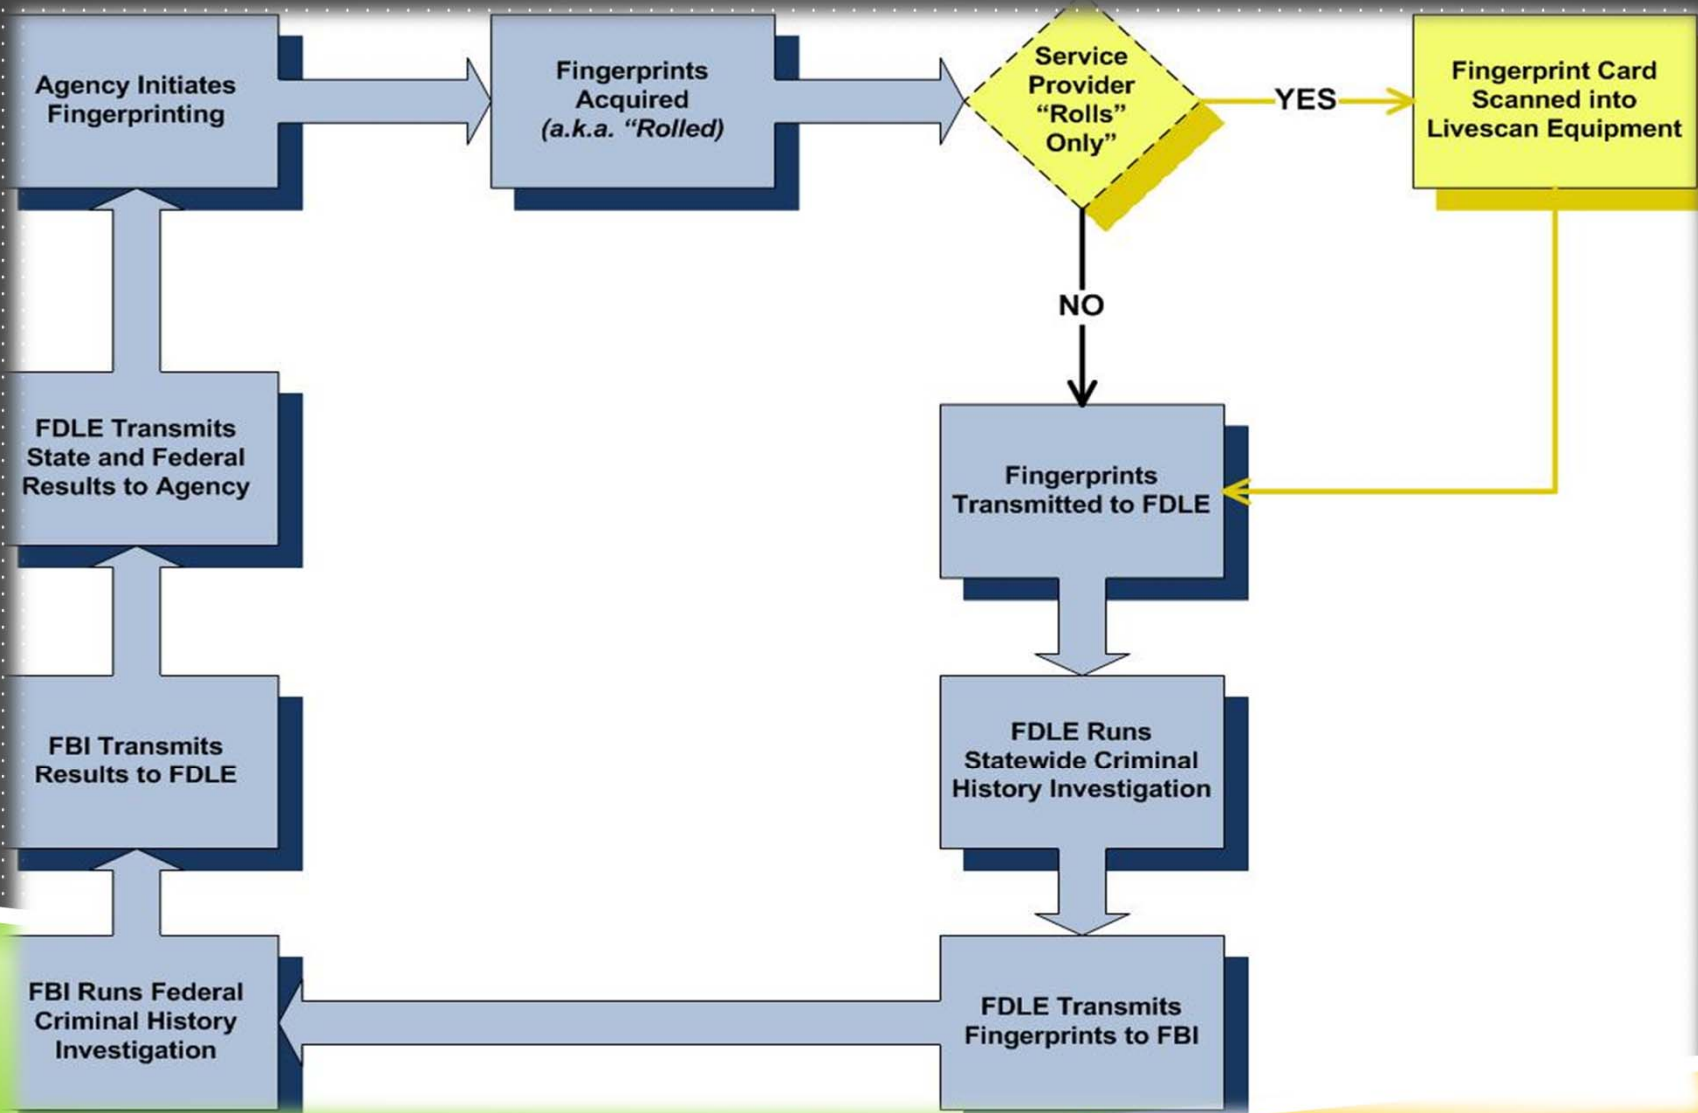 Agency Initiates
Fingerprinting
Fingerprints
Acquired
(a.k.a. “Rolled)
Service
Provider
“Rolls”
Only”
YES
Fingerprint Card
Scanned into
Livescan Equipment
NO
FDLE Transmits
State and Federal
Results to Agency
Fingerprints
Transmitted to FDLE
FBI Transmits
Results to FDLE
FDLE Runs
Statewide Criminal
History Investigation
FBI Runs Federal
Criminal History
Investigation
FDLE Transmits
Fingerprints to FBI